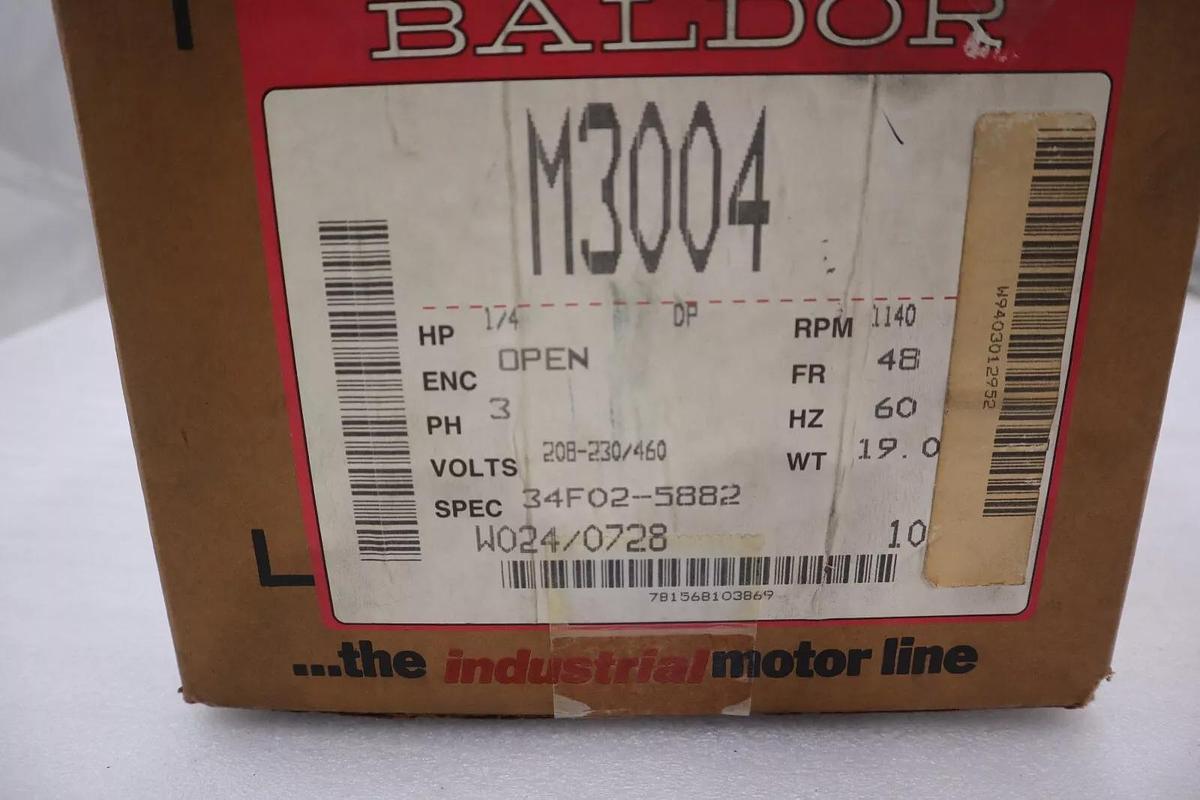 BALDOR
M3004
HP 1/4 DP RPM 1140
ENC OPEN FR 48
PH 3 HZ 60
VOLTS 208-230/460 WT 19.0
SPEC 34F02-5882
W024/0728 10
781568103869
W9403012952
...the industrial motor line
L